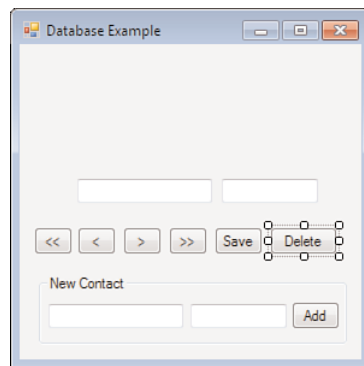 Database Example
<< < > >> Save Delete
New Contact
Add